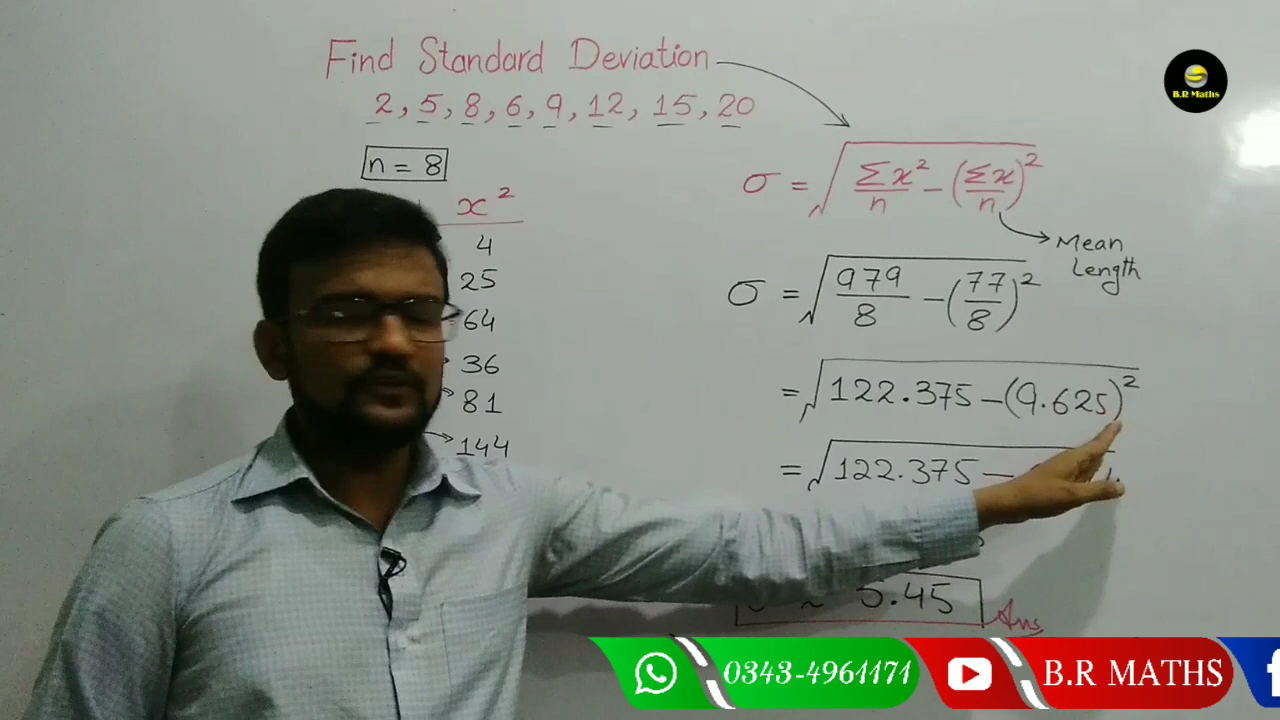 Find Standard Deviation
2, 5, 8, 6, 9, 12, 15, 20
n = 8
x²
4
25
64
36
81
144
σ = √(Σx²/n − (Σx/n)²)
Mean
Length
σ = √(979/8 − (77/8)²)
= √(122.375 − (9.625)²)
= √(122.375 −
≈ 5.45
Ans
B.R Maths
0343-4961171
B.R MATHS